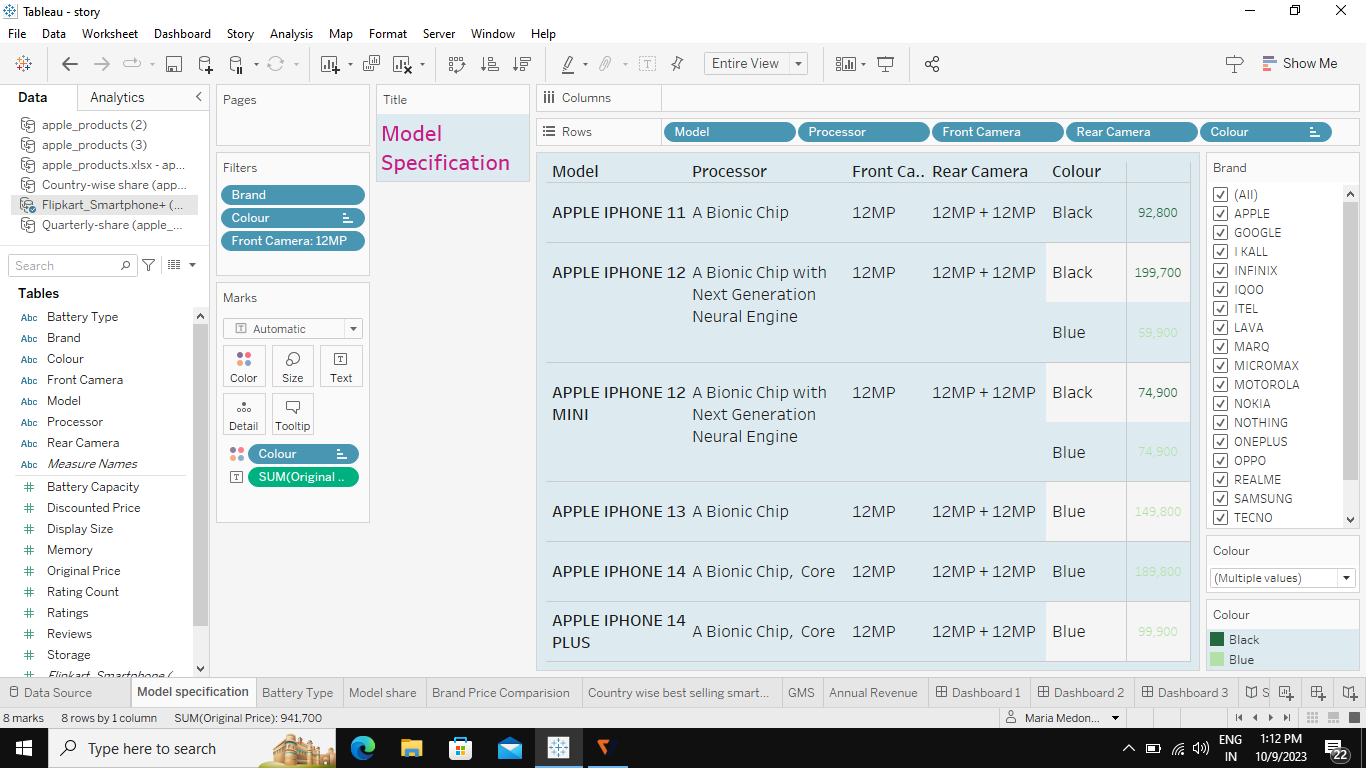 Tableau - story
File Data Worksheet Dashboard Story Analysis Map Format Server Window Help
Entire View
Show Me
Data Analytics
apple_products (2)
apple_products (3)
apple_products.xlsx - ap...
Country-wise share (app...
Flipkart_Smartphone+ (...
Quarterly-share (apple_...
Search
Tables
Abc Battery Type
Abc Brand
Abc Colour
Abc Front Camera
Abc Model
Abc Processor
Abc Rear Camera
Abc Measure Names
# Battery Capacity
# Discounted Price
# Display Size
# Memory
# Original Price
# Rating Count
# Ratings
# Reviews
# Storage
Pages
Filters
Brand
Colour
Front Camera: 12MP
Marks
T Automatic
Color Size Text
Detail Tooltip
Colour
T SUM(Original ..
Title
Model
Specification
Columns
Rows Model Processor Front Camera Rear Camera Colour
Model Processor Front Ca.. Rear Camera Colour
APPLE IPHONE 11 A Bionic Chip 12MP 12MP + 12MP Black 92,800
APPLE IPHONE 12 A Bionic Chip with 12MP 12MP + 12MP Black 199,700
Next Generation
Neural Engine
Blue 59,900
APPLE IPHONE 12 A Bionic Chip with 12MP 12MP + 12MP Black 74,900
MINI Next Generation
Neural Engine
Blue 74,900
APPLE IPHONE 13 A Bionic Chip 12MP 12MP + 12MP Blue 149,800
APPLE IPHONE 14 A Bionic Chip, Core 12MP 12MP + 12MP Blue 189,800
APPLE IPHONE 14
PLUS A Bionic Chip, Core 12MP 12MP + 12MP Blue 99,900
Brand
(All)
APPLE
GOOGLE
I KALL
INFINIX
IQOO
ITEL
LAVA
MARQ
MICROMAX
MOTOROLA
NOKIA
NOTHING
ONEPLUS
OPPO
REALME
SAMSUNG
TECNO
Colour
(Multiple values)
Colour
Black
Blue
Data Source Model specification Battery Type Model share Brand Price Comparision Country wise best selling smart... GMS Annual Revenue Dashboard 1 Dashboard 2 Dashboard 3 S
8 marks 8 rows by 1 column SUM(Original Price): 941,700 Maria Medon...
Type here to search
ENG
IN
1:12 PM
10/9/2023
22